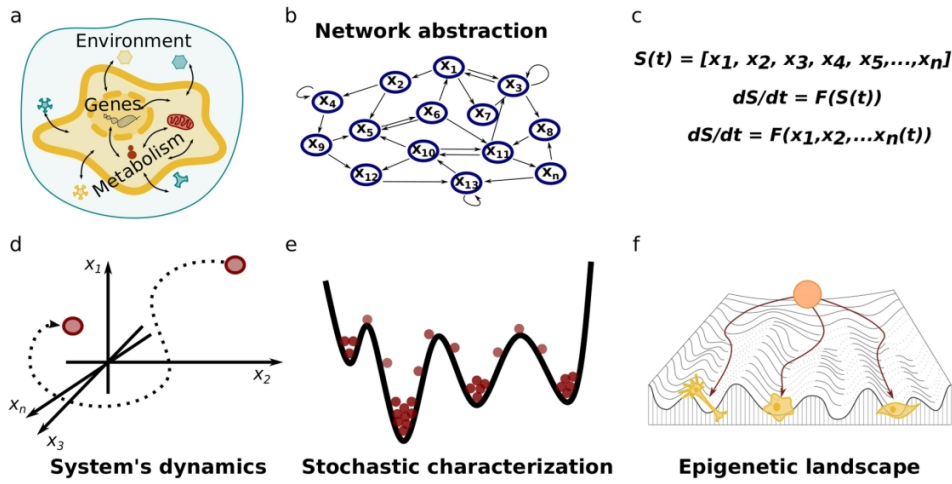 a
Environment
Genes
Metabolism
b
Network abstraction
x1
x2
x3
x4
x6
x7
x5
x8
x9
x10
x11
x12
x13
xn
c
S(t) = [x1, x2, x3, x4, x5,...,xn]
dS/dt = F(S(t))
dS/dt = F(x1,x2,...xn(t))
d
x1
x2
xn
x3
System's dynamics
e
Stochastic characterization
f
Epigenetic landscape